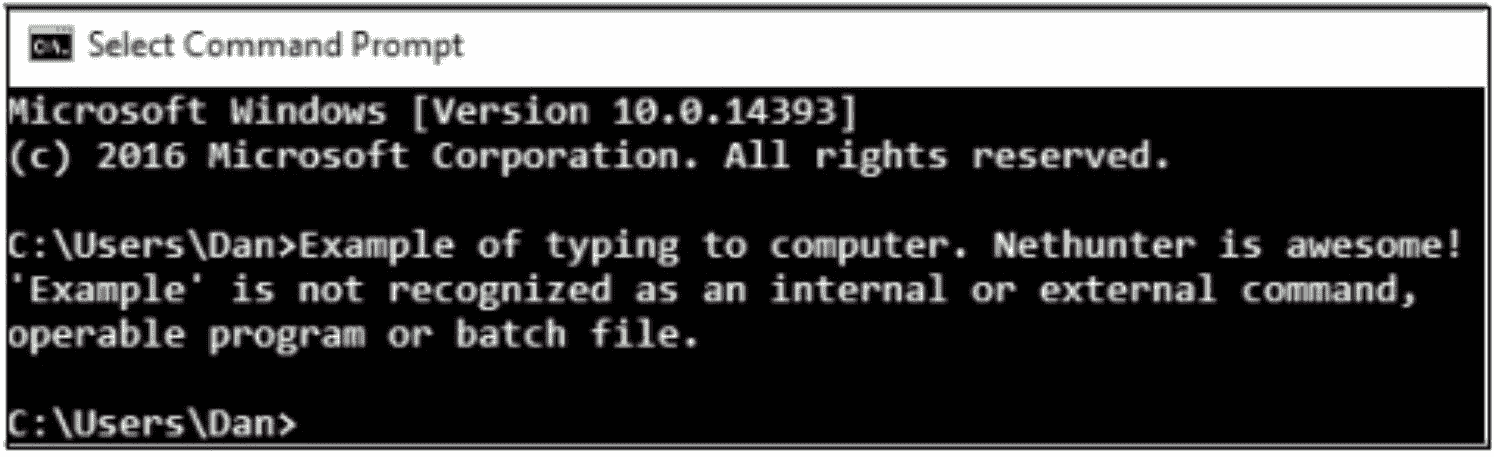 C:\. Select Command Prompt
Microsoft Windows [Version 10.0.14393]
(c) 2016 Microsoft Corporation. All rights reserved.
C:\Users\Dan>Example of typing to computer. Nethunter is awesome!
'Example' is not recognized as an internal or external command,
operable program or batch file.
C:\Users\Dan>